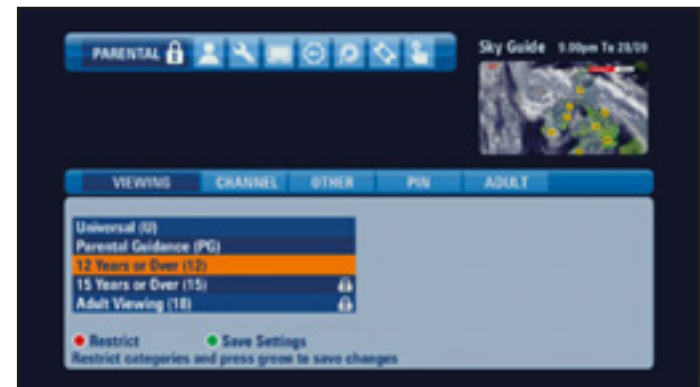 PARENTAL
Sky Guide 5.00pm Tu 28/09
VIEWING CHANNEL OTHER PIN ADULT
Universal (U)
Parental Guidance (PG)
12 Years or Over (12)
15 Years or Over (15)
Adult Viewing (18)
Restrict Save Settings
Restrict categories and press green to save changes